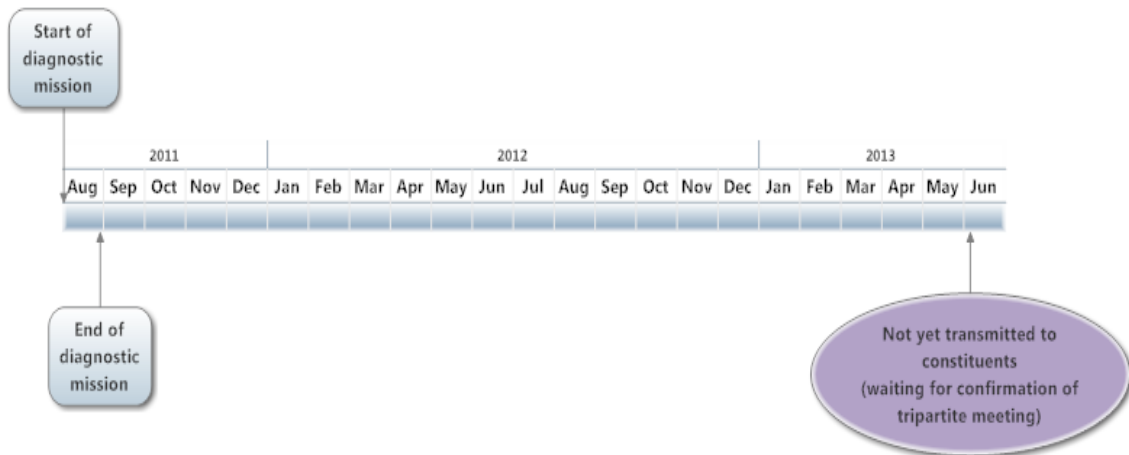 Start of
diagnostic
mission
2011 2012 2013
Aug Sep Oct Nov Dec Jan Feb Mar Apr May Jun Jul Aug Sep Oct Nov Dec Jan Feb Mar Apr May Jun
End of
diagnostic
mission
Not yet transmitted to
constituents
(waiting for confirmation of
tripartite meeting)